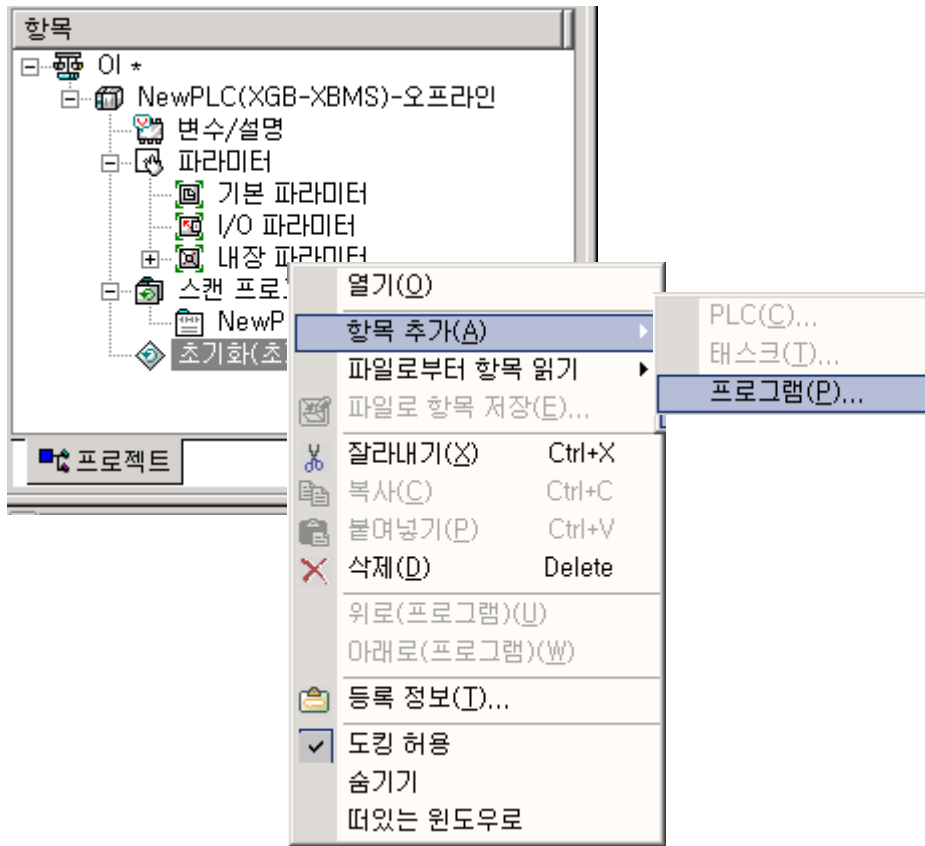 항목
이 *
NewPLC(XGB-XBMS)-오프라인
변수/설명
파라미터
기본 파라미터
I/O 파라미터
내장 파라미터
스캔 프로
NewP
초기화(초
프로젝트
열기(O)
항목 추가(A)
파일로부터 항목 읽기
파일로 항목 저장(E)...
잘라내기(X) Ctrl+X
복사(C) Ctrl+C
붙여넣기(P) Ctrl+V
삭제(D) Delete
위로(프로그램)(U)
아래로(프로그램)(W)
등록 정보(T)...
도킹 허용
숨기기
떠있는 윈도우로
PLC(C)...
태스크(T)...
프로그램(P)...